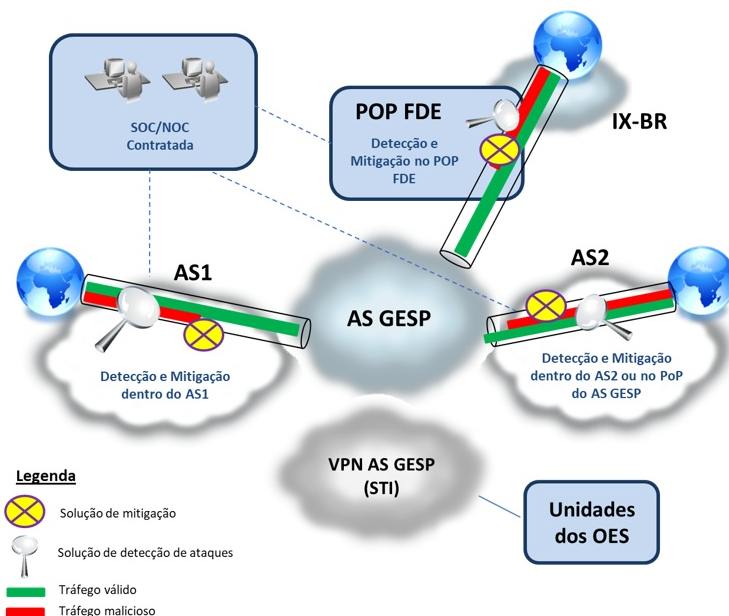 SOC/NOC
Contratada
POP FDE
Detecção e
Mitigação no POP
FDE
IX-BR
AS1
AS2
AS GESP
Detecção e Mitigação
dentro do AS1
Detecção e Mitigação
dentro do AS2 ou no PoP
do AS GESP
VPN AS GESP
(STI)
Unidades
dos OES
Legenda
Solução de mitigação
Solução de detecção de ataques
Tráfego válido
Tráfego malicioso